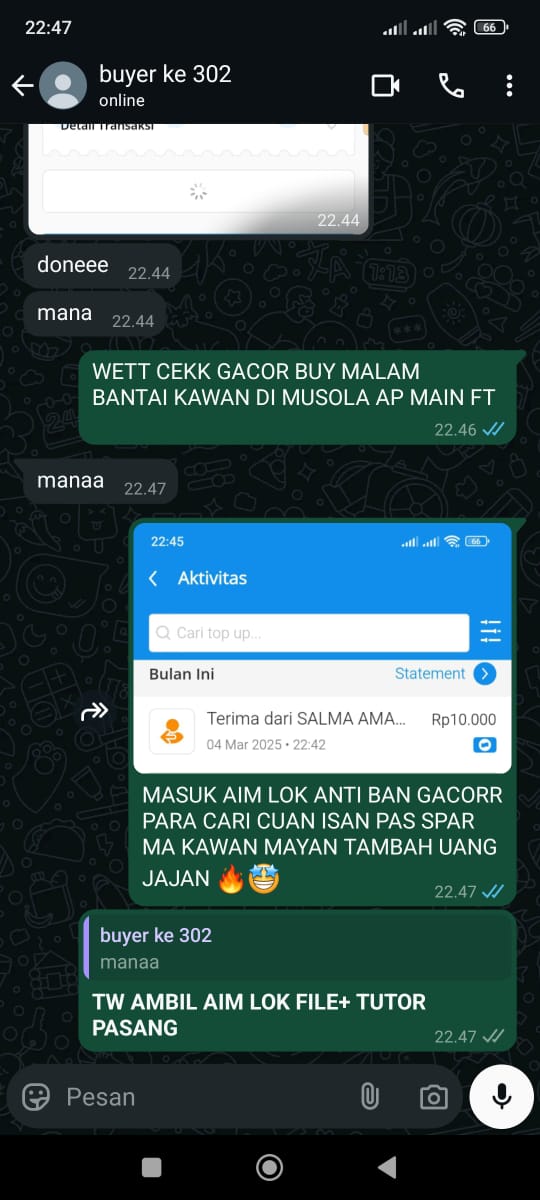 22:47
66
buyer ke 302
online
Detail Transaksi
22.44
doneee 22.44
mana 22.44
WETT CEKK GACOR BUY MALAM
BANTAI KAWAN DI MUSOLA AP MAIN FT
22.46
manaa 22.47
22:45
66
Aktivitas
Cari top up...
Bulan Ini Statement
Terima dari SALMA AMA... Rp10.000
04 Mar 2025 • 22:42
MASUK AIM LOK ANTI BAN GACORR
PARA CARI CUAN ISAN PAS SPAR
MA KAWAN MAYAN TAMBAH UANG
JAJAN 🔥🤩
22.47
buyer ke 302
manaa
TW AMBIL AIM LOK FILE+ TUTOR
PASANG
22.47
Pesan